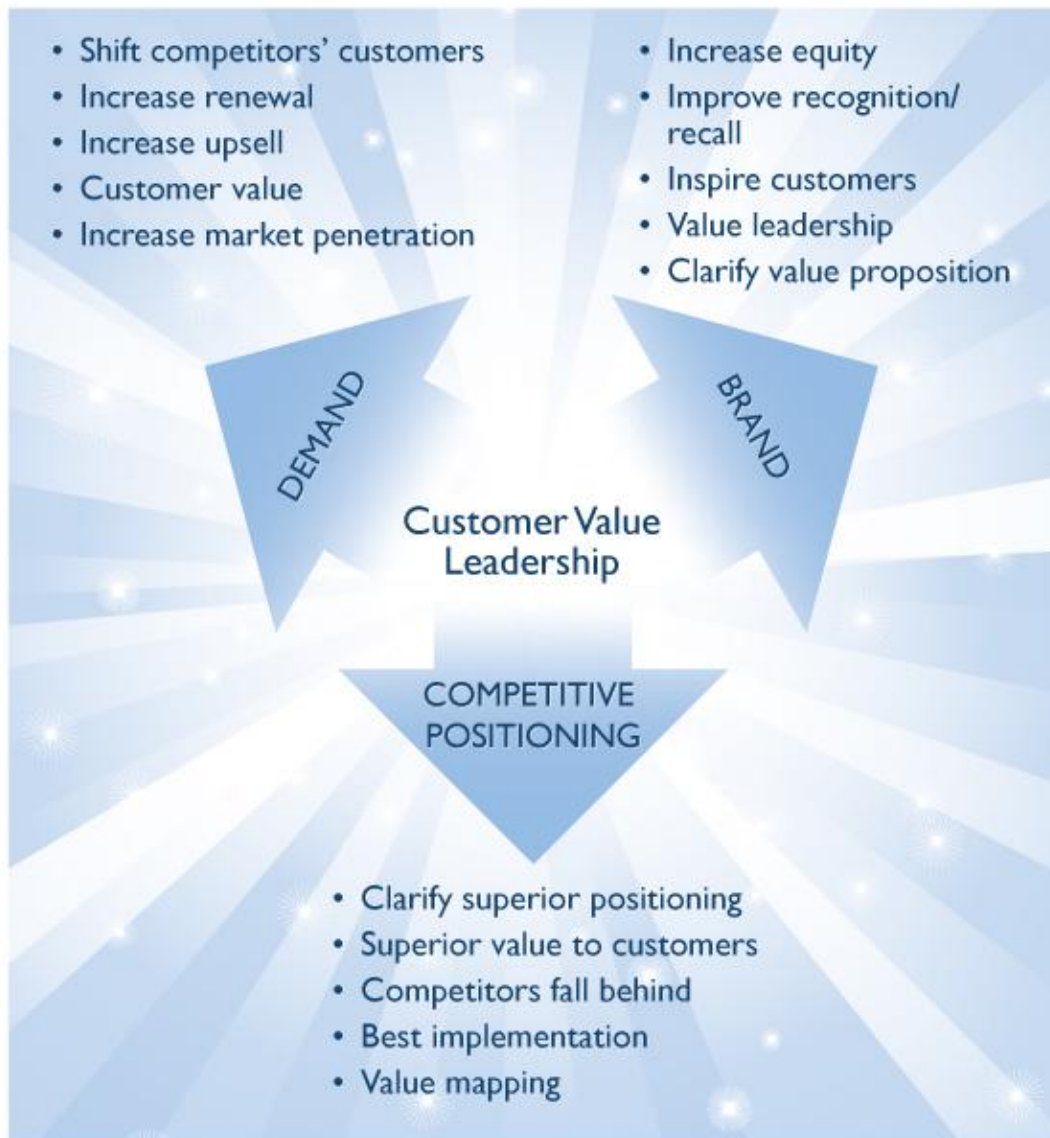 • Shift competitors’ customers
• Increase renewal
• Increase upsell
• Customer value
• Increase market penetration
• Increase equity
• Improve recognition/
recall
• Inspire customers
• Value leadership
• Clarify value proposition
DEMAND
BRAND
Customer Value
Leadership
COMPETITIVE
POSITIONING
• Clarify superior positioning
• Superior value to customers
• Competitors fall behind
• Best implementation
• Value mapping